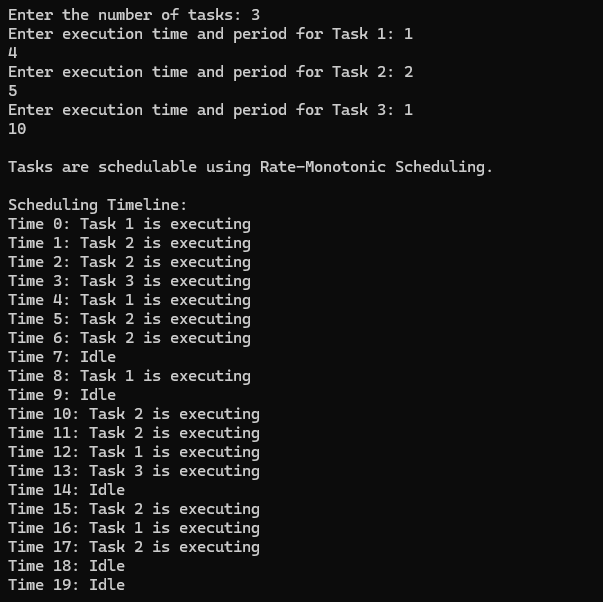 Enter the number of tasks: 3
Enter execution time and period for Task 1: 1
4
Enter execution time and period for Task 2: 2
5
Enter execution time and period for Task 3: 1
10
Tasks are schedulable using Rate-Monotonic Scheduling.
Scheduling Timeline:
Time 0: Task 1 is executing
Time 1: Task 2 is executing
Time 2: Task 2 is executing
Time 3: Task 3 is executing
Time 4: Task 1 is executing
Time 5: Task 2 is executing
Time 6: Task 2 is executing
Time 7: Idle
Time 8: Task 1 is executing
Time 9: Idle
Time 10: Task 2 is executing
Time 11: Task 2 is executing
Time 12: Task 1 is executing
Time 13: Task 3 is executing
Time 14: Idle
Time 15: Task 2 is executing
Time 16: Task 1 is executing
Time 17: Task 2 is executing
Time 18: Idle
Time 19: Idle